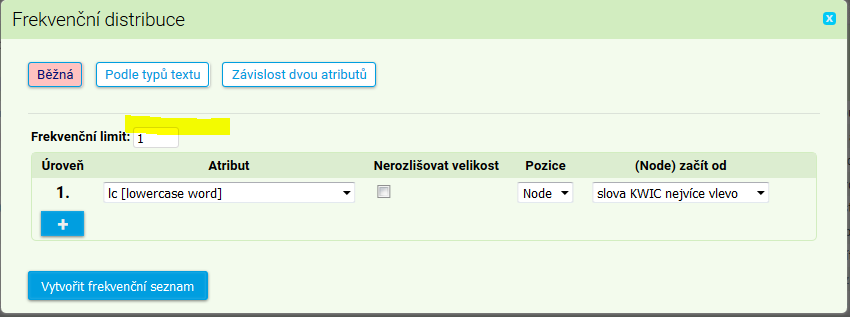 Frekvenční distribuce
x
Běžná Podle typů textu Závislost dvou atributů
Frekvenční limit: 1
Úroveň Atribut Nerozlišovat velikost Pozice (Node) začít od
1. lc [lowercase word] Node slova KWIC nejvíce vlevo
+
Vytvořit frekvenční seznam